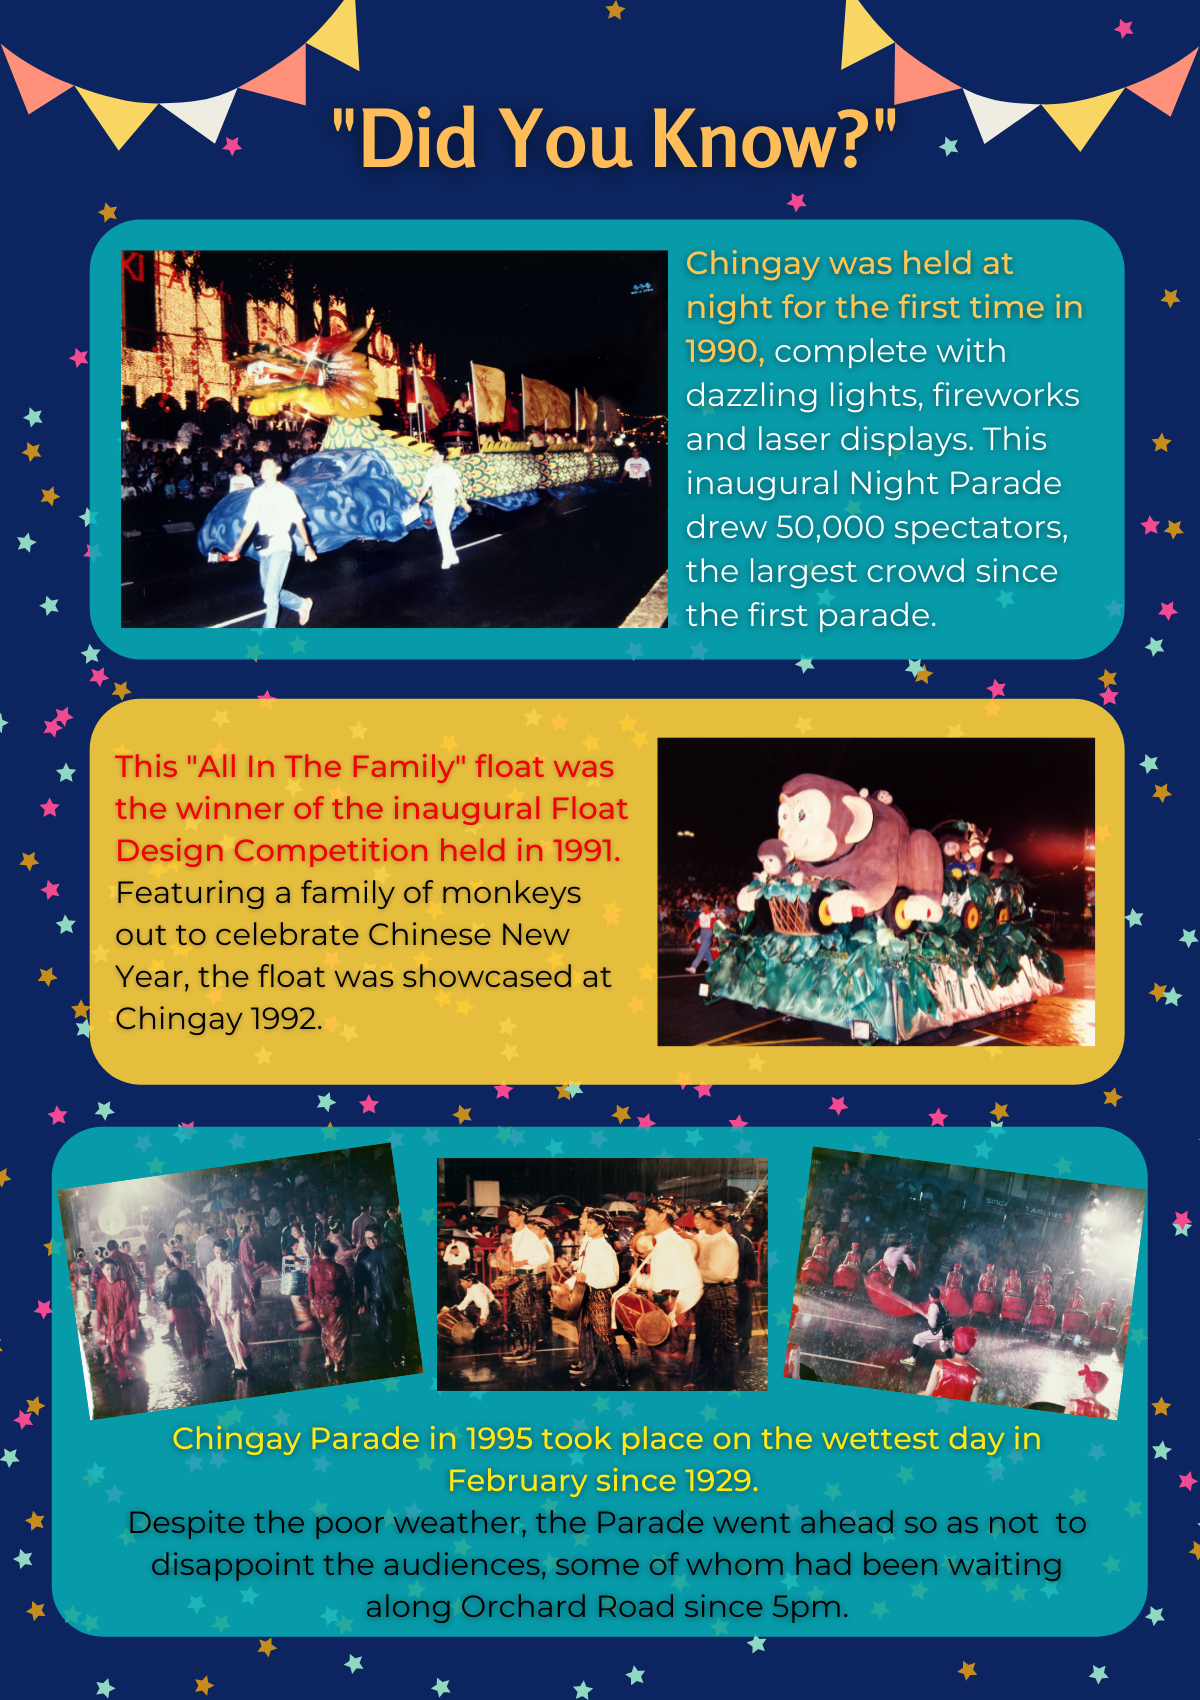 "Did You Know?"
Chingay was held at
night for the first time in
1990, complete with
dazzling lights, fireworks
and laser displays. This
inaugural Night Parade
drew 50,000 spectators,
the largest crowd since
the first parade.
This "All In The Family" float was
the winner of the inaugural Float
Design Competition held in 1991.
Featuring a family of monkeys
out to celebrate Chinese New
Year, the float was showcased at
Chingay 1992.
AIRLINES
Chingay Parade in 1995 took place on the wettest day in
February since 1929.
Despite the poor weather, the Parade went ahead so as not  to
disappoint the audiences, some of whom had been waiting
along Orchard Road since 5pm.